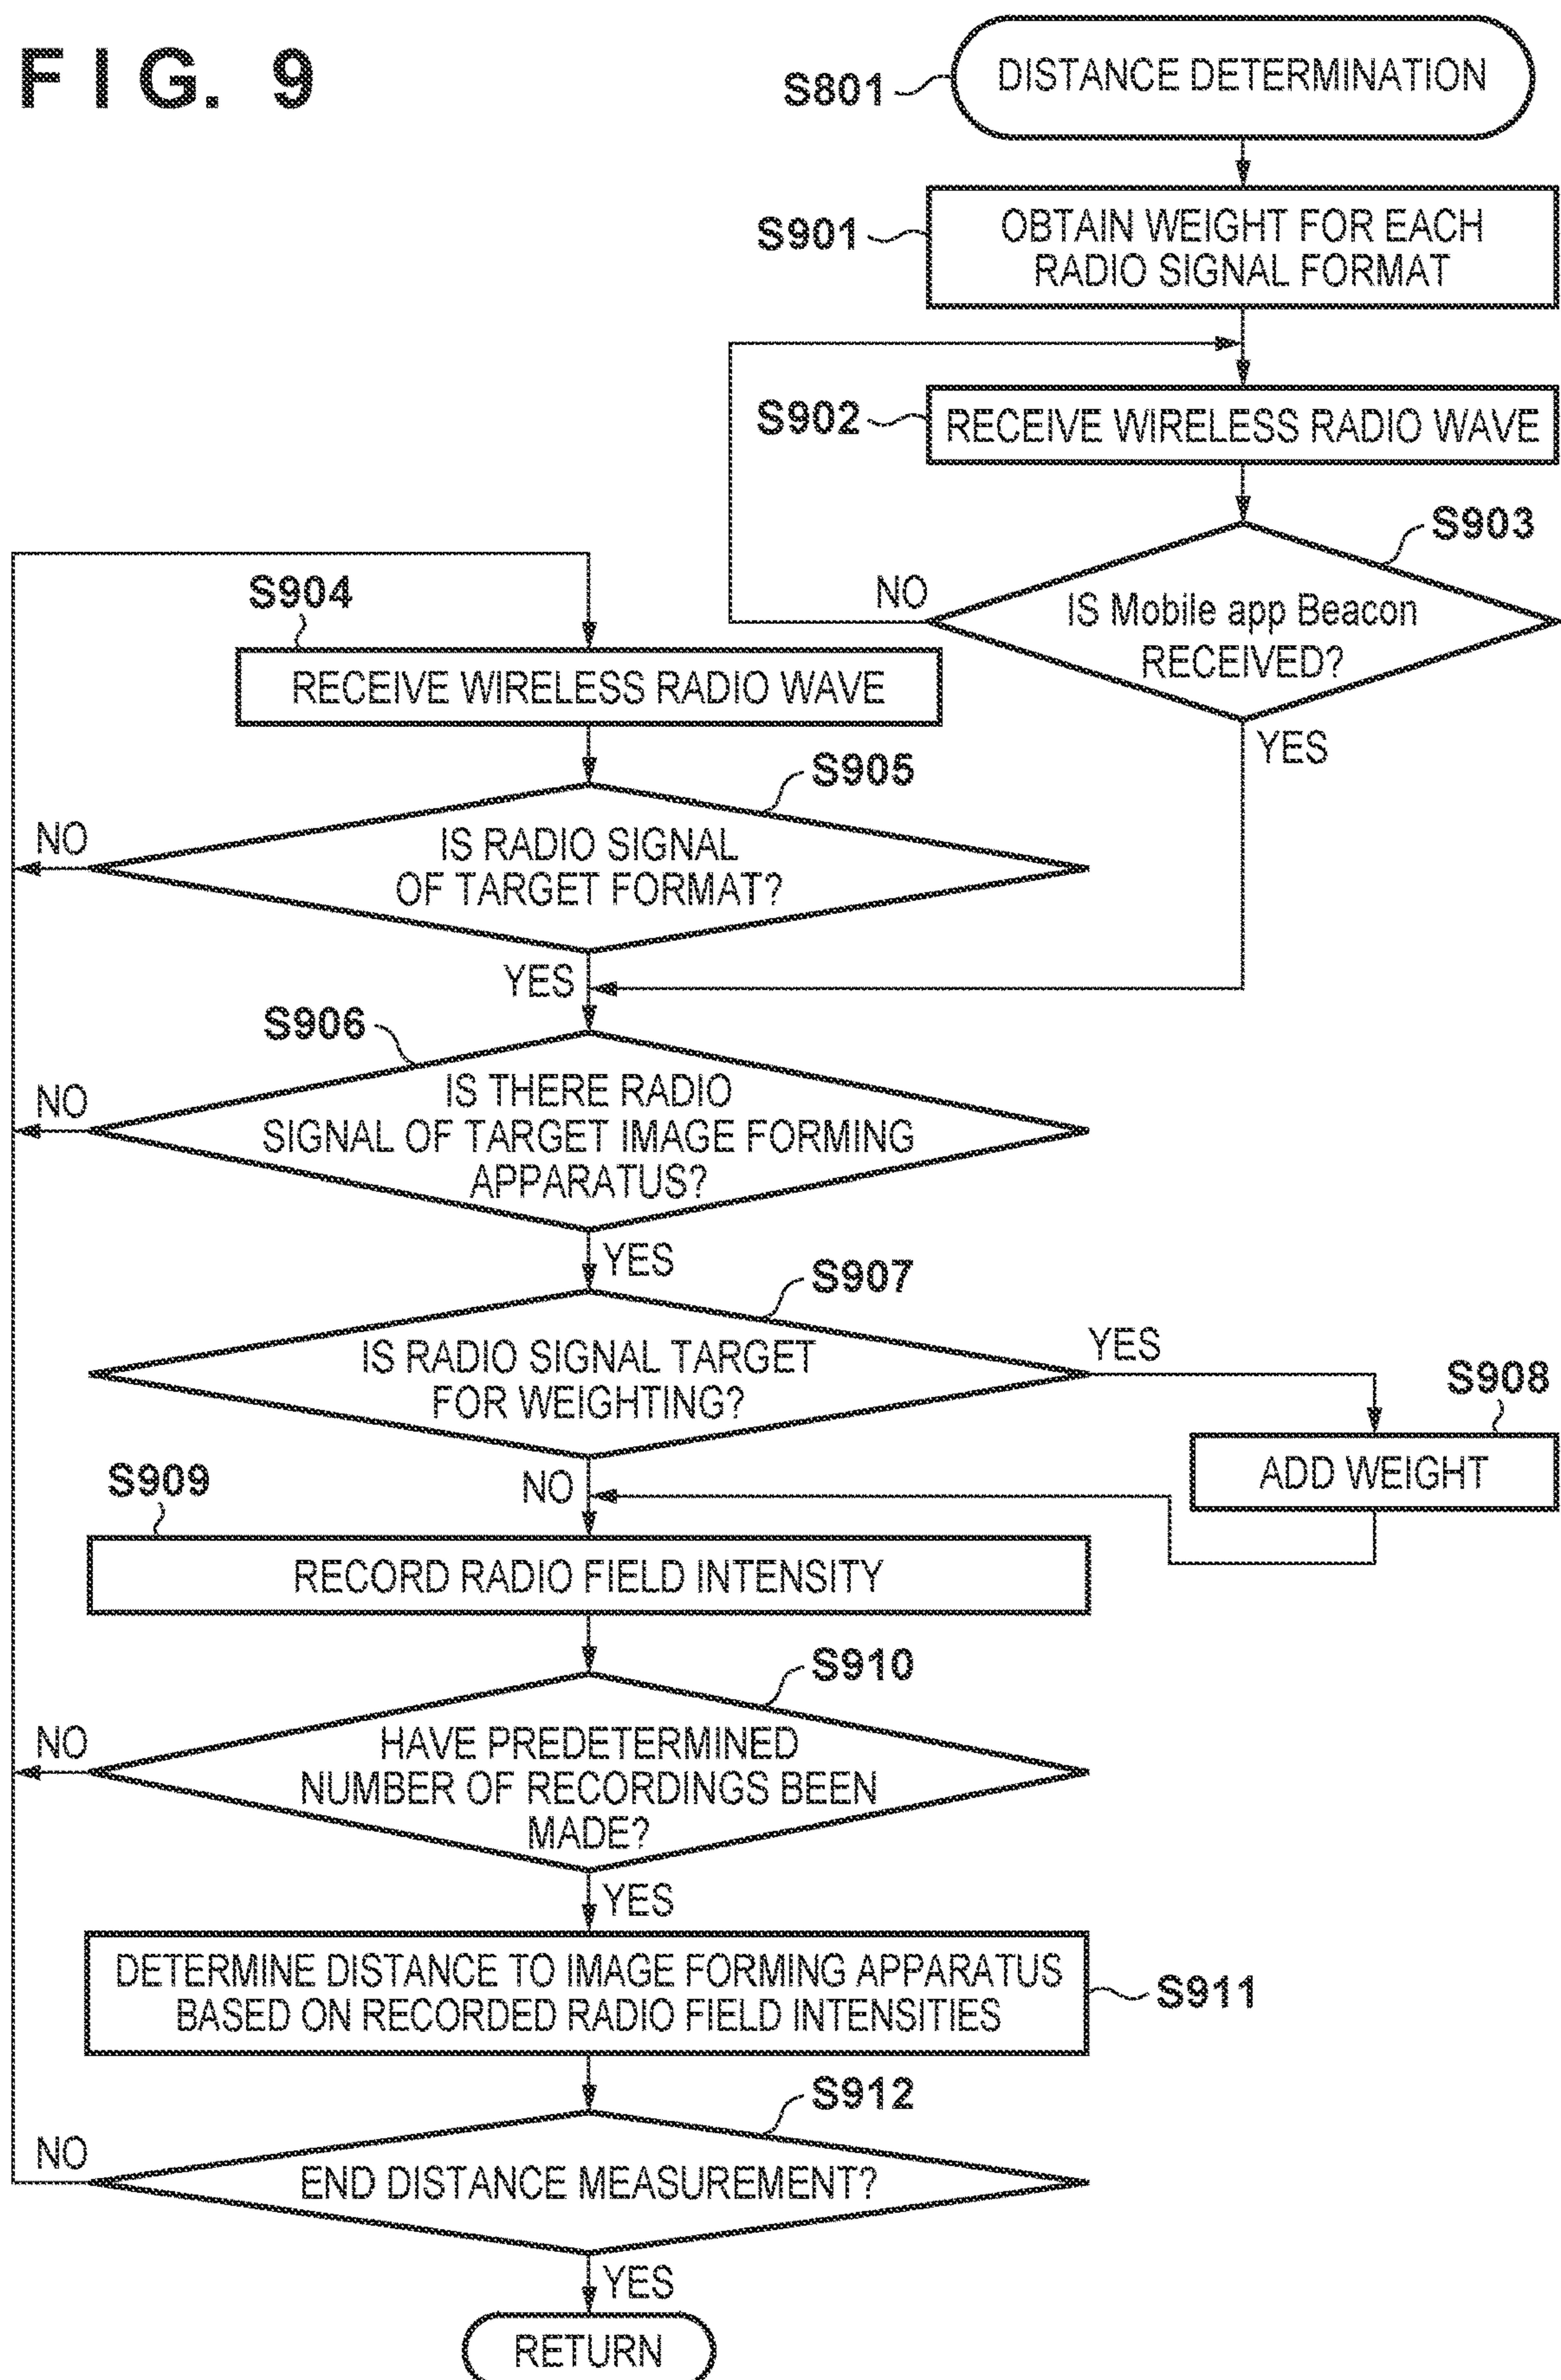 FIG. 9
S801
DISTANCE DETERMINATION
S901
OBTAIN WEIGHT FOR EACH
RADIO SIGNAL FORMAT
S902
RECEIVE WIRELESS RADIO WAVE
S903
NO
IS Mobile app Beacon
RECEIVED?
YES
S904
RECEIVE WIRELESS RADIO WAVE
S905
NO
IS RADIO SIGNAL
OF TARGET FORMAT?
YES
S906
NO
IS THERE RADIO
SIGNAL OF TARGET IMAGE FORMING
APPARATUS?
YES
S907
IS RADIO SIGNAL TARGET
FOR WEIGHTING?
YES
S908
ADD WEIGHT
NO
S909
RECORD RADIO FIELD INTENSITY
S910
NO
HAVE PREDETERMINED
NUMBER OF RECORDINGS BEEN
MADE?
YES
DETERMINE DISTANCE TO IMAGE FORMING APPARATUS
BASED ON RECORDED RADIO FIELD INTENSITIES
S911
S912
NO
END DISTANCE MEASUREMENT?
YES
RETURN